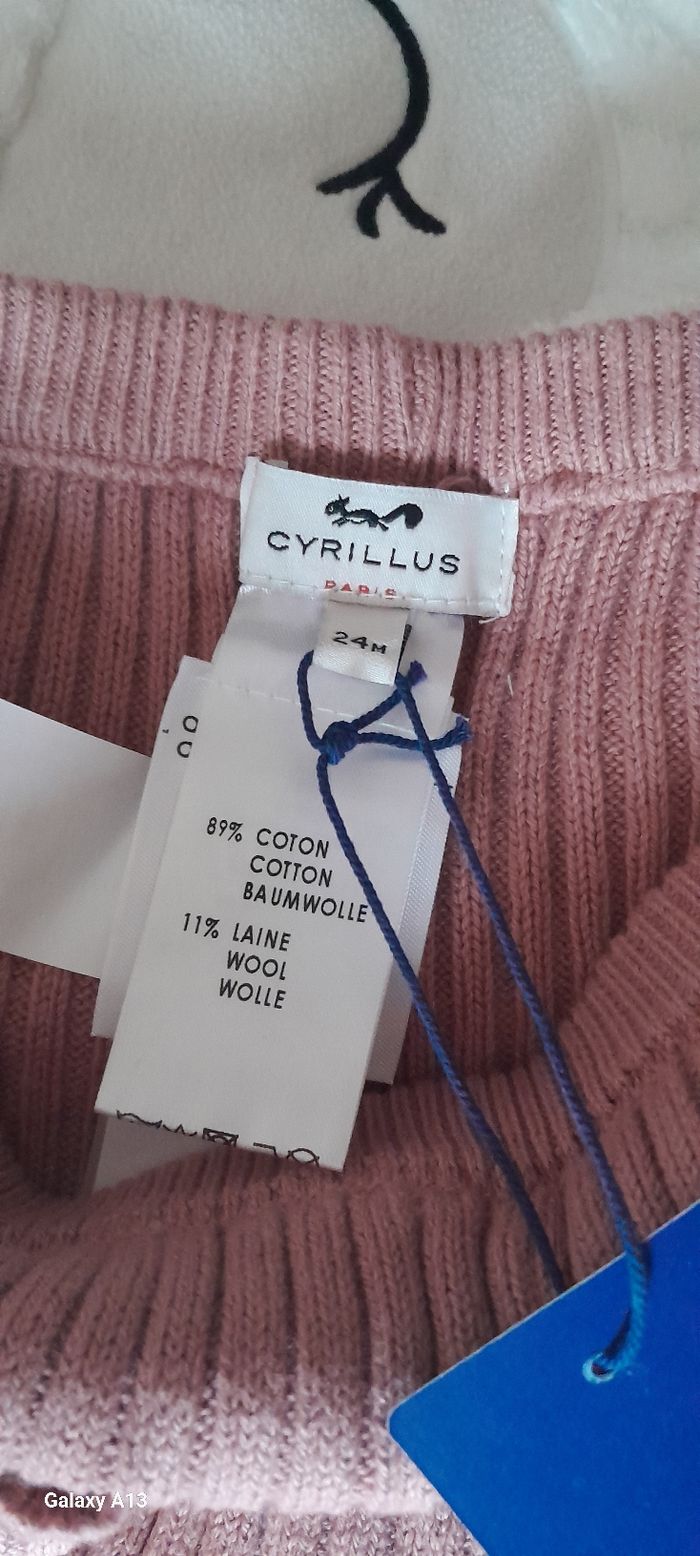 CYRILLUS
PARIS
24M
89% COTON
COTTON
BAUMWOLLE
11% LAINE
WOOL
WOLLE
Galaxy A13